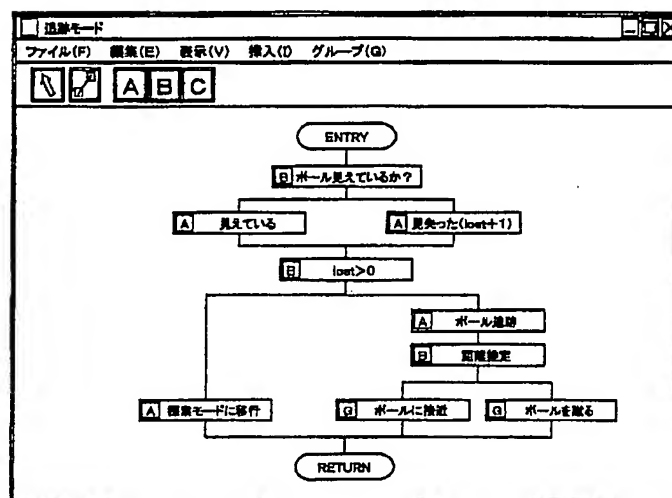 追跡モード
ファイル(F) 編集(E) 表示(V) 挿入(I) グループ(G)
A B C
ENTRY
B ボール見えているか?
A 見えている
A 見失った(lost+1)
B lost>0
A ボール追跡
B 距離推定
A 探索モードに移行
G ボールに接近
G ボールを蹴る
RETURN